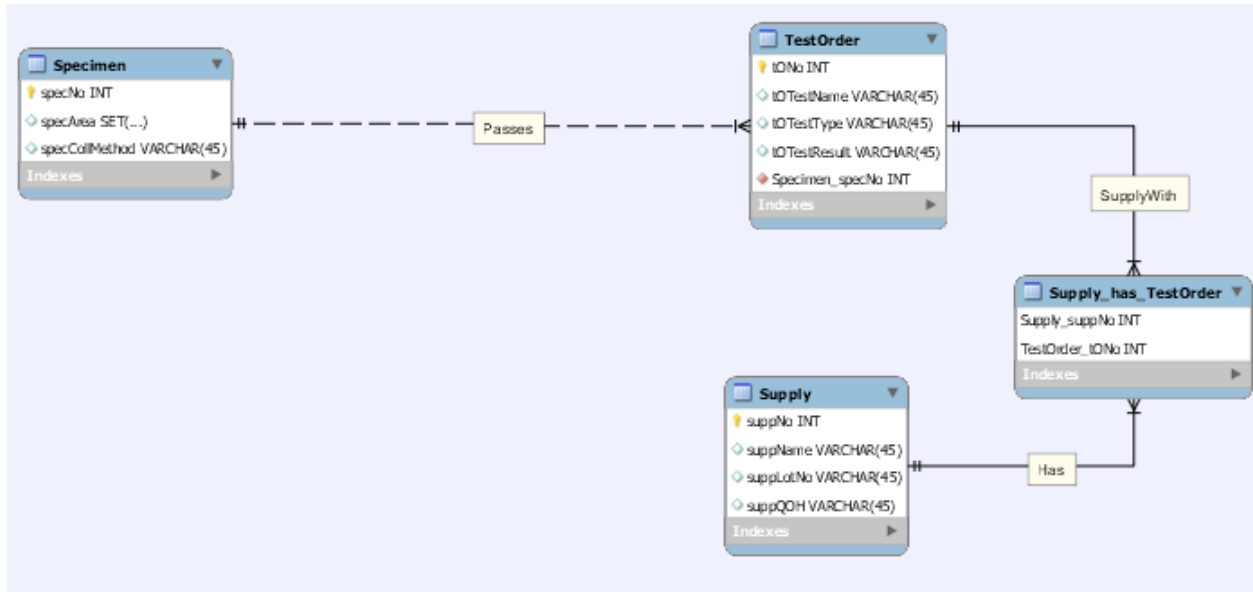 Specimen
specNo INT
specArea SET(...)
specCollMethod VARCHAR(45)
Indexes
Passes
TestOrder
tONo INT
tOTestName VARCHAR(45)
tOTestType VARCHAR(45)
tOTestResult VARCHAR(45)
Specimen_specNo INT
Indexes
SupplyWith
Supply_has_TestOrder
Supply_suppNo INT
TestOrder_tONo INT
Indexes
Supply
suppNo INT
suppName VARCHAR(45)
suppLotNo VARCHAR(45)
suppQOH VARCHAR(45)
Indexes
Has